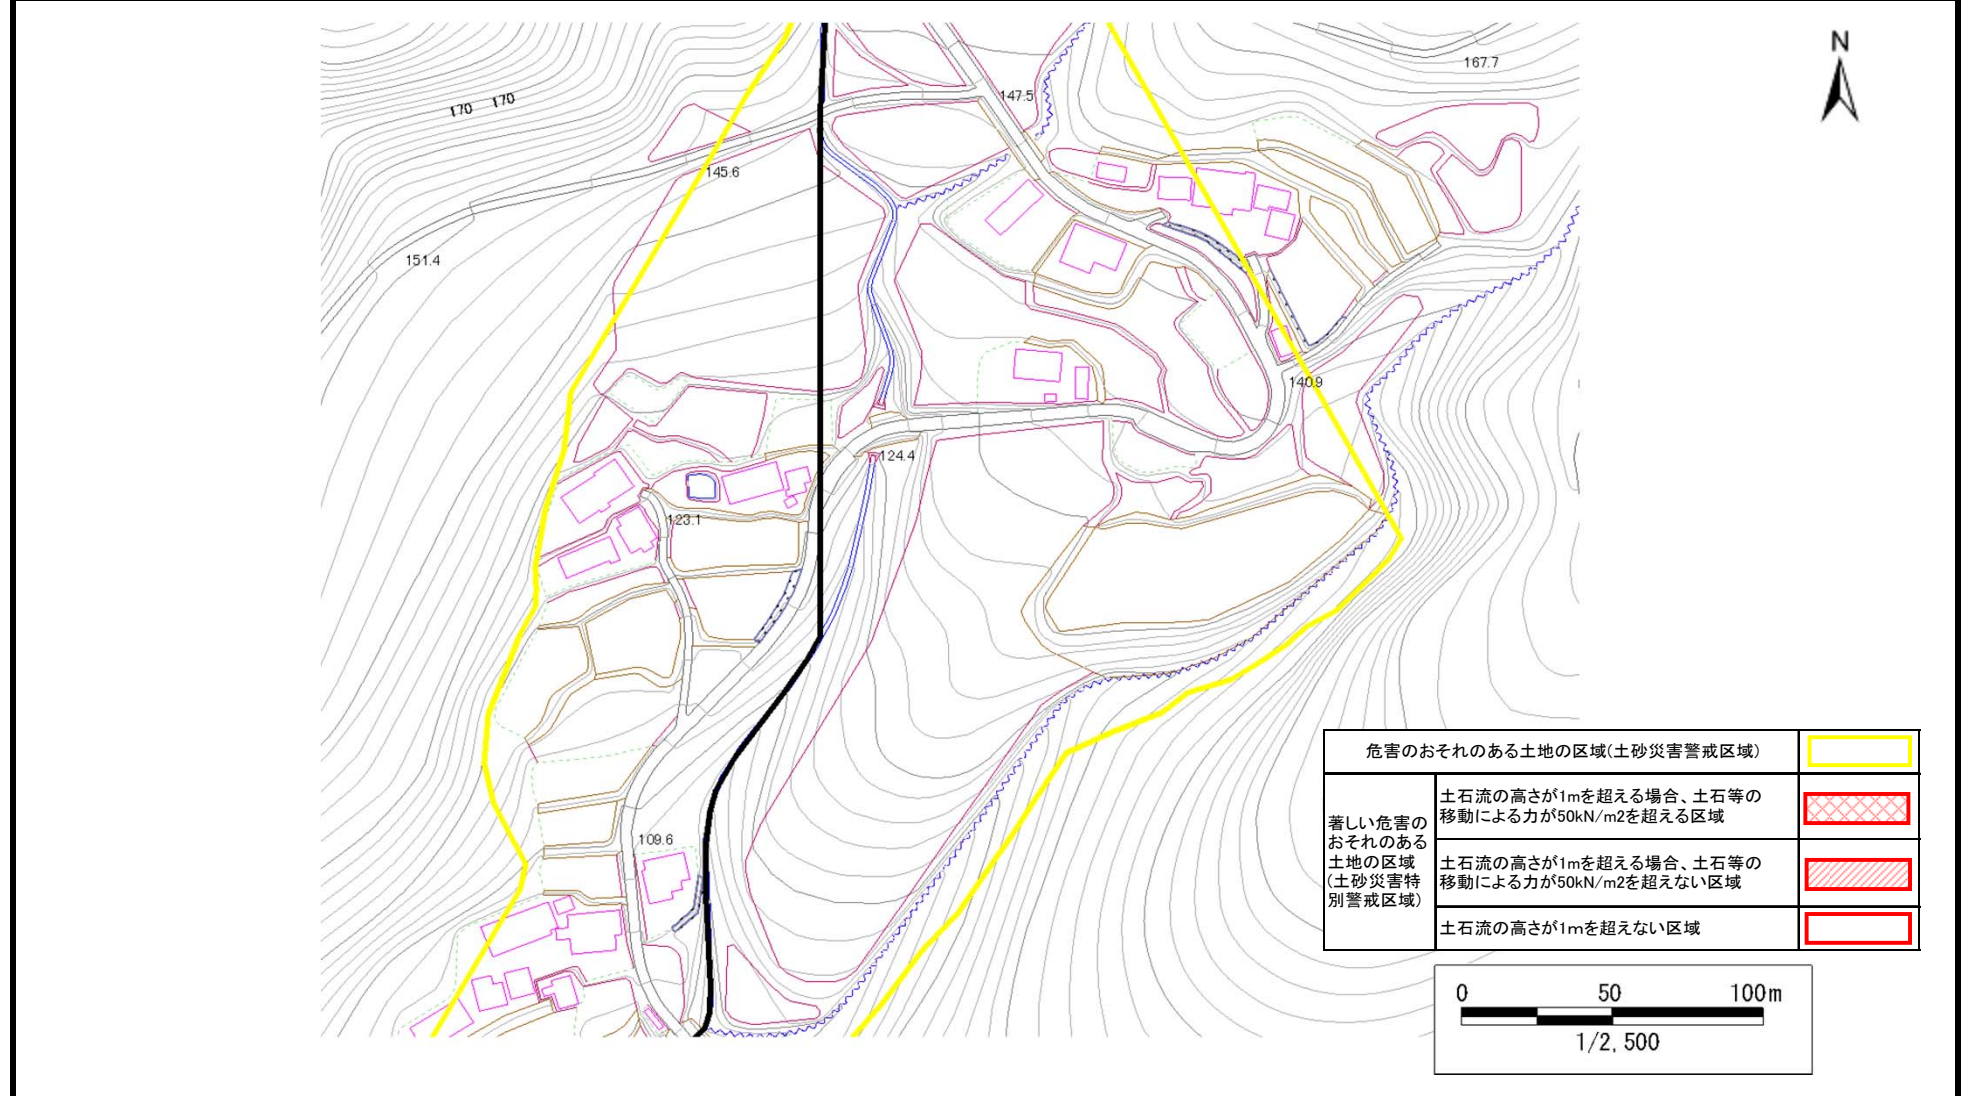 N
167.7
170
170
147.5
145.6
151.4
140.9
124.4
123.1
109.6
危害のおそれのある土地の区域(土砂災害警戒区域)
著しい危害の
おそれのある
土地の区域
(土砂災害特
別警戒区域)
土石流の高さが1mを超える場合、土石等の
移動による力が50kN/m2を超える区域
土石流の高さが1mを超える場合、土石等の
移動による力が50kN/m2を超えない区域
土石流の高さが1mを超えない区域
0 50 100m
1/2,500